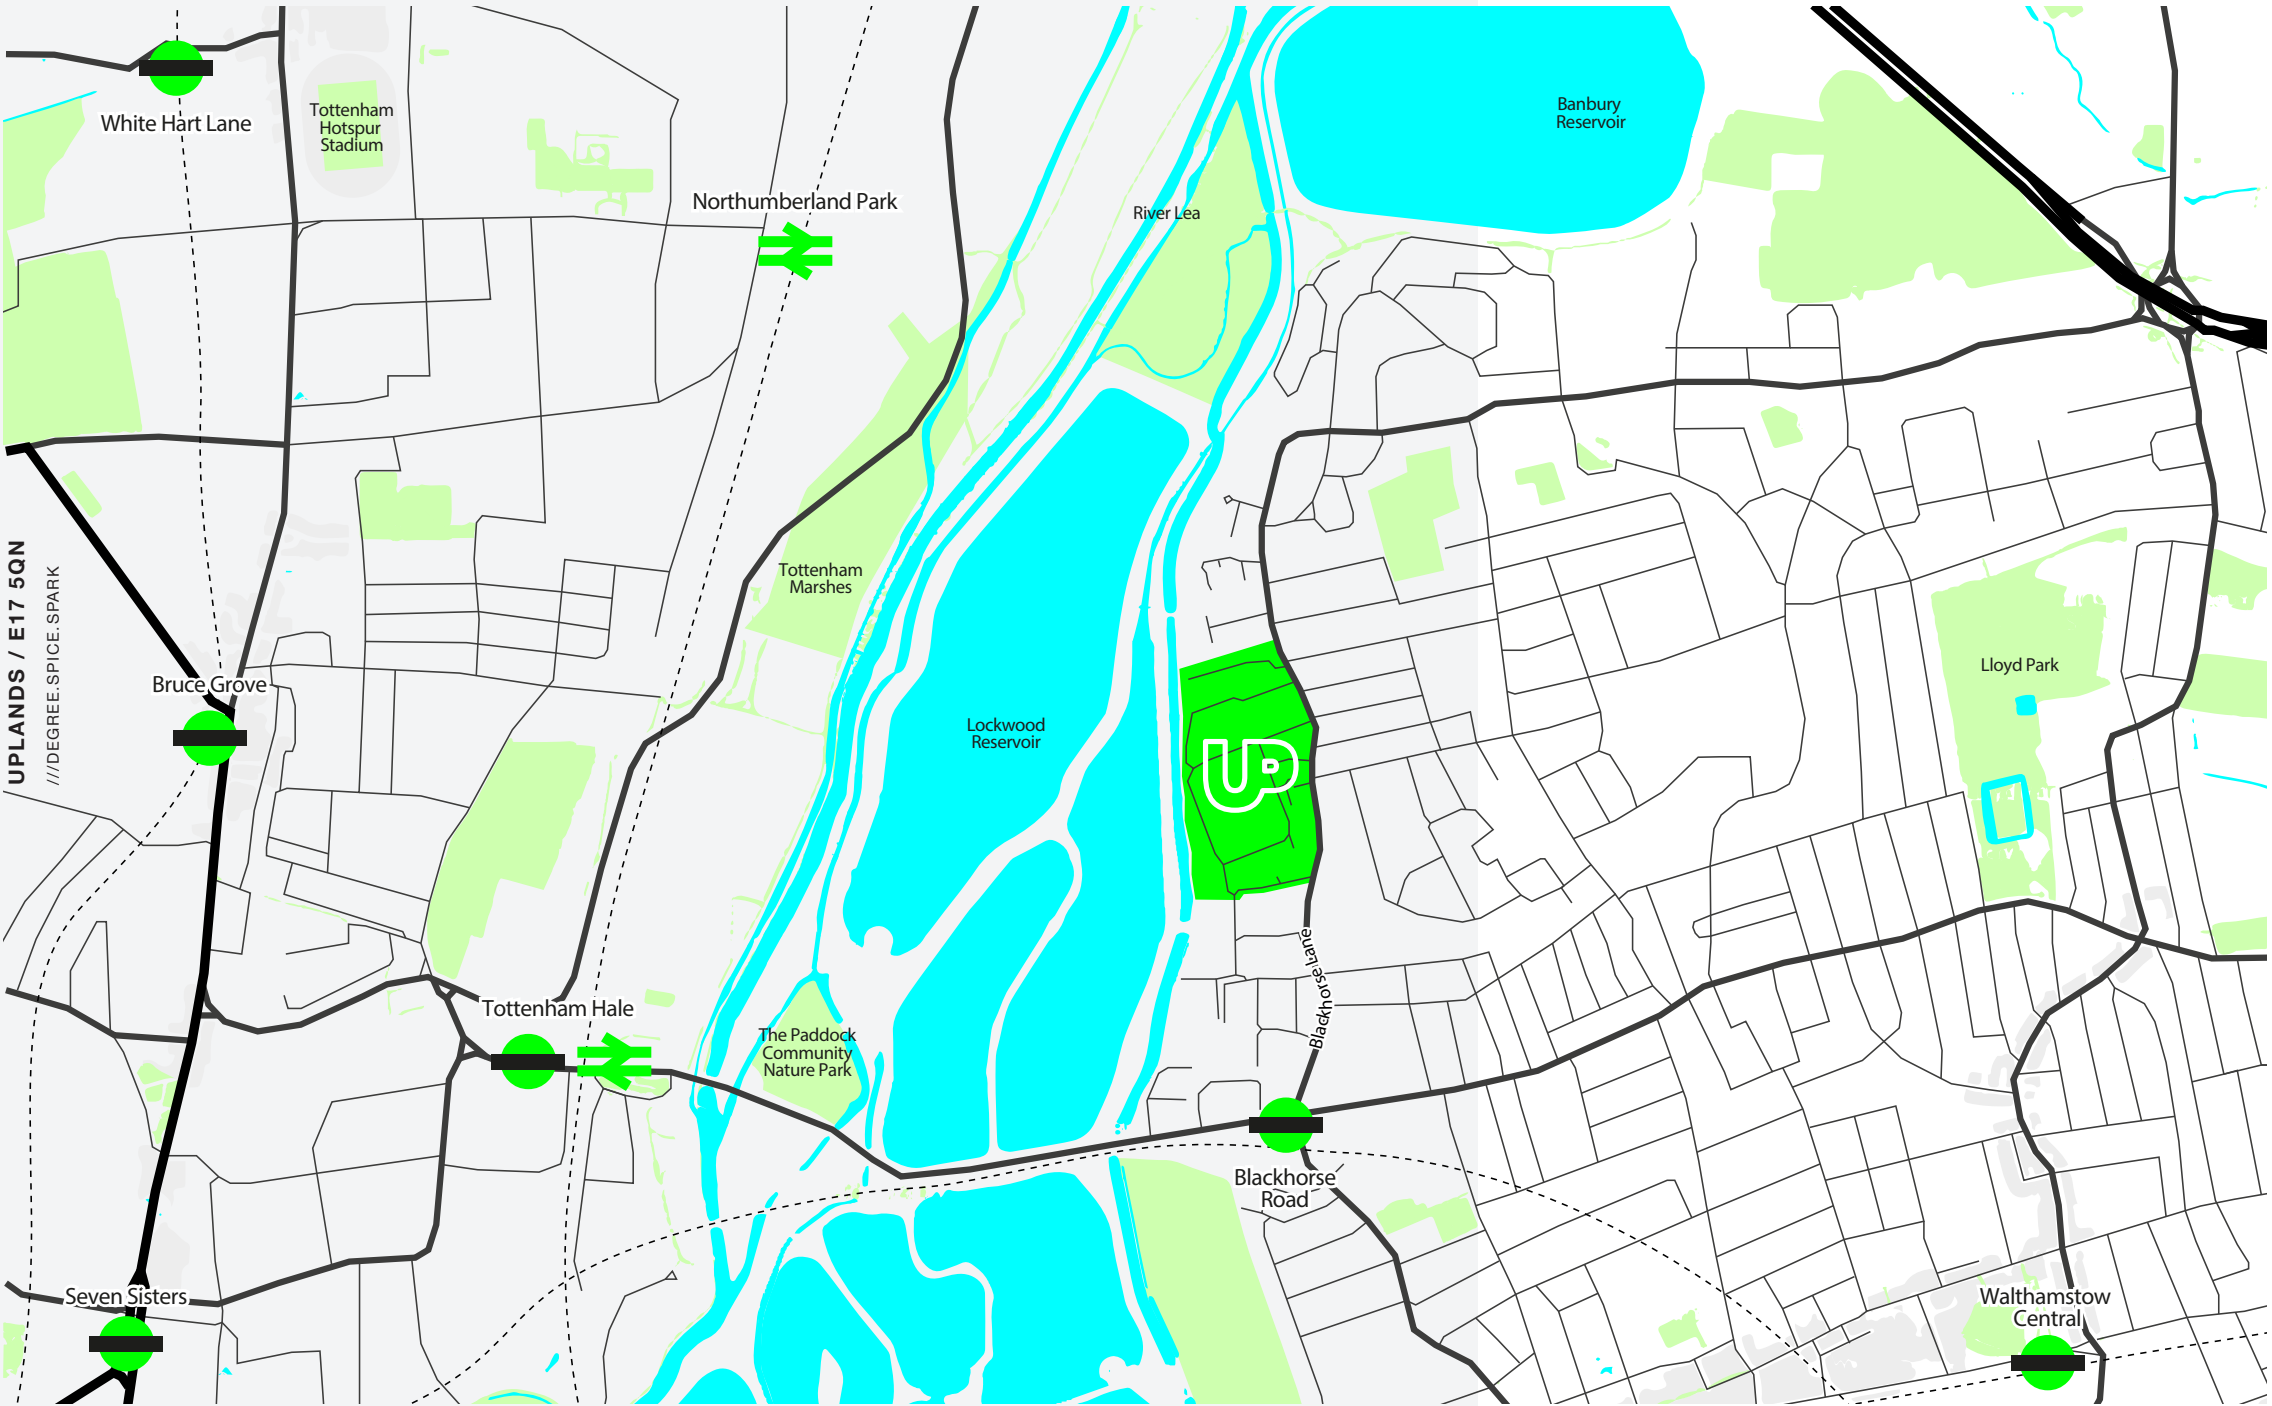 White Hart Lane
Tottenham
Hotspur
Stadium
Northumberland Park
River Lea
Banbury
Reservoir
UPLANDS / E17 5QN
///DEGREE.SPICE.SPARK
Tottenham
Marshes
Bruce Grove
Lockwood
Reservoir
UP
Lloyd Park
Blackhorse Lane
Tottenham Hale
The Paddock
Community
Nature Park
Blackhorse
Road
Seven Sisters
Walthamstow
Central